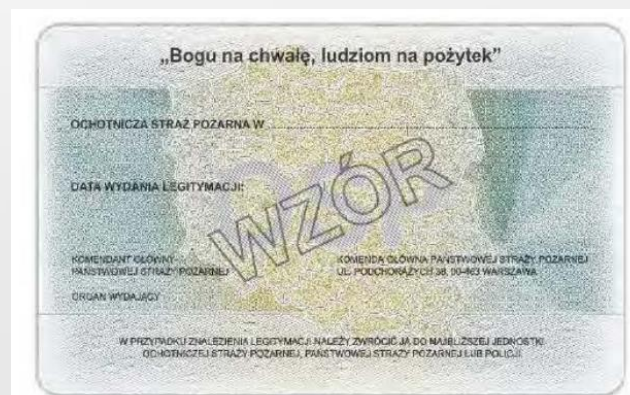 „Bogu na chwałę, ludziom na pożytek”
OCHOTNICZA STRAŻ POŻARNA W
DATA WYDANIA LEGITYMACJI:
WZÓR
KOMENDANT GŁÓWNY
PAŃSTWOWEJ STRAŻY POŻARNEJ
KOMENDA GŁÓWNA PAŃSTWOWEJ STRAŻY POŻARNEJ
UL. PODCHORĄŻYCH 38, 00-463 WARSZAWA
ORGAN WYDAJĄCY
W PRZYPADKU ZNALEZIENIA LEGITYMACJI NALEŻY ZWRÓCIĆ JĄ DO NAJBLIŻSZEJ JEDNOSTKI
OCHOTNICZEJ STRAŻY POŻARNEJ, PAŃSTWOWEJ STRAŻY POŻARNEJ LUB POLICJI